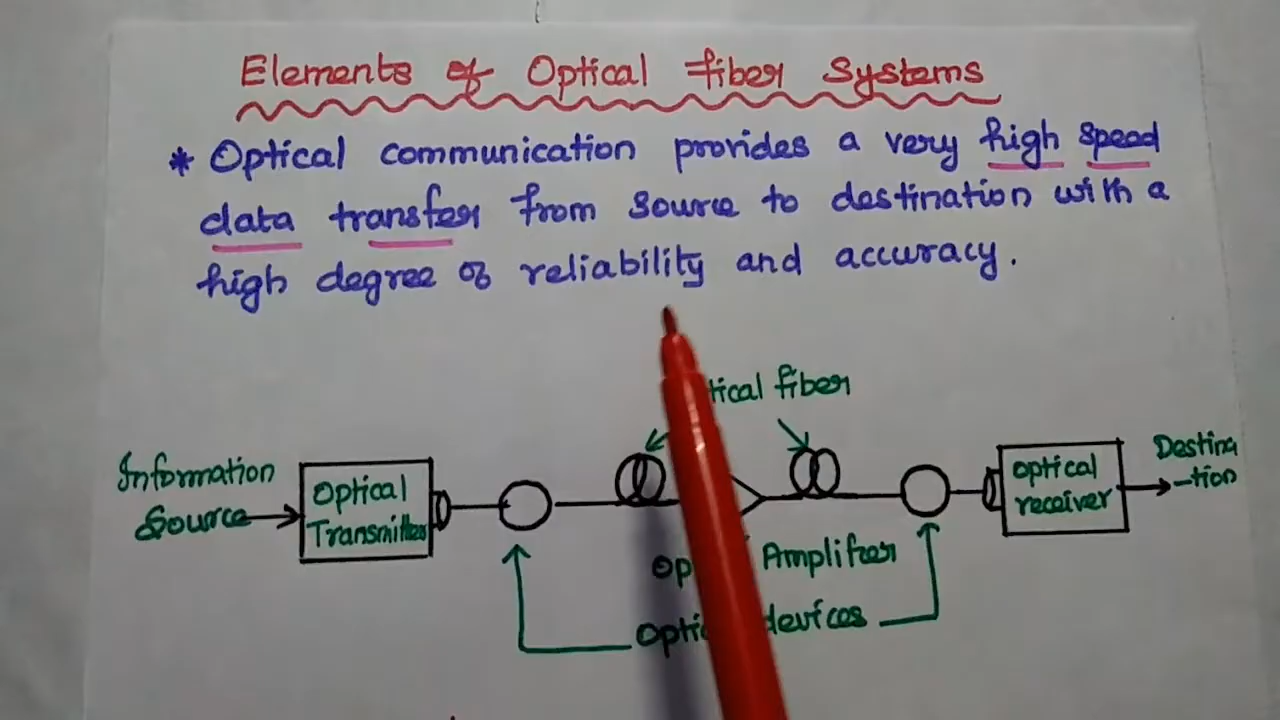 Elements of Optical fiber Systems
* Optical communication provides a very high speed
data transfer from source to destination with a
high degree of reliability and accuracy.
tical fiber
Information
Source
Optical
Transmitter
optical
receiver
Destina
-tion
Amplifier
devices